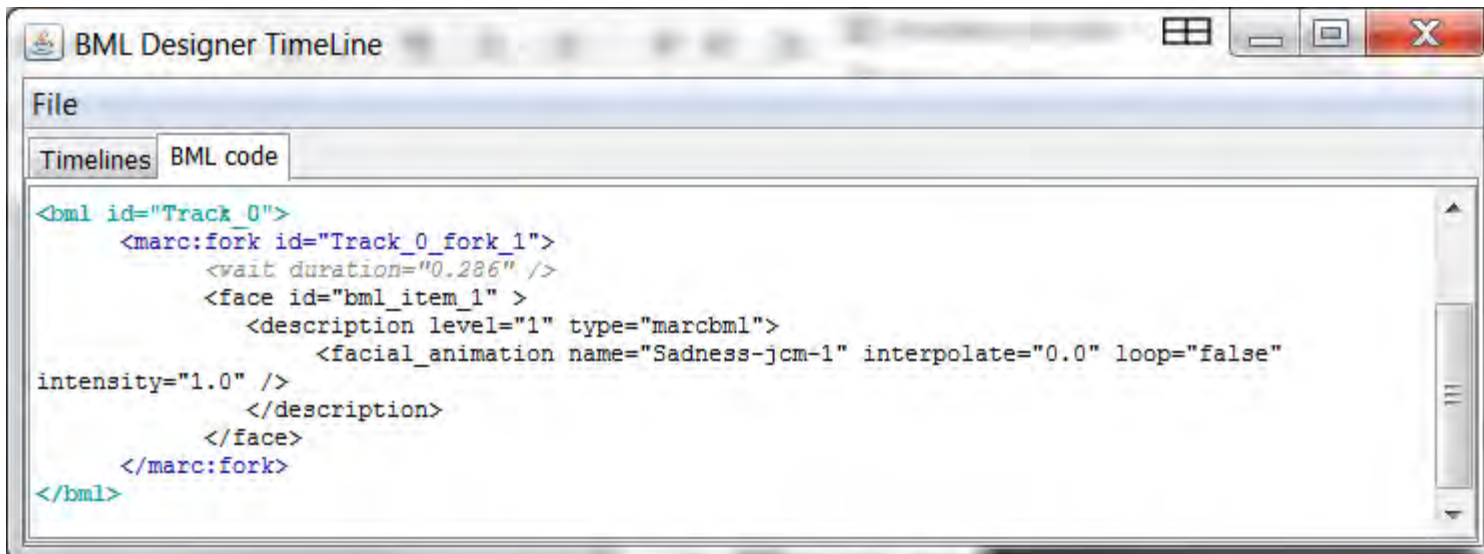 BML Designer TimeLine
File
Timelines BML code
<bml id="Track_0">
<marc:fork id="Track_0_fork_1">
<wait duration="0.286" />
<face id="bml_item_1" >
<description level="1" type="marcbml">
<facial_animation name="Sadness-jcm-1" interpolate="0.0" loop="false"
intensity="1.0" />
</description>
</face>
</marc:fork>
</bml>